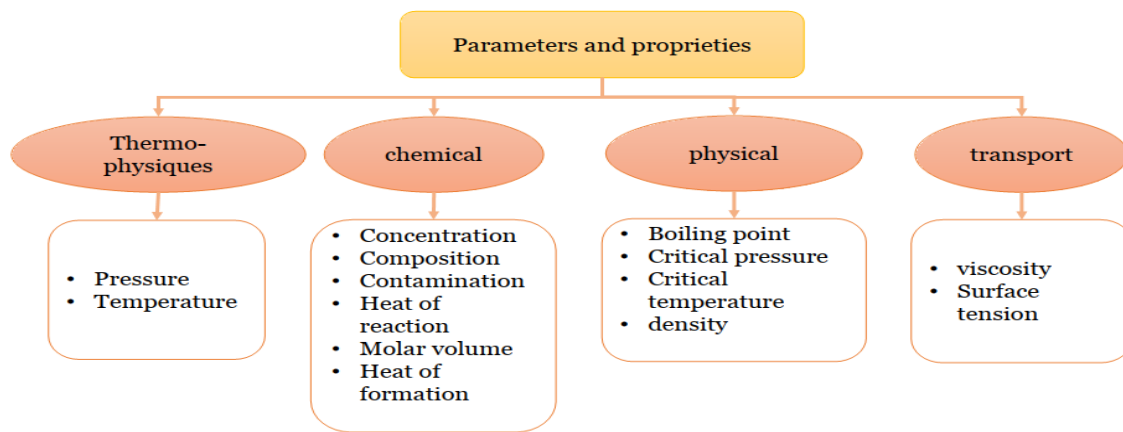 Parameters and proprieties
Thermo-
physiques
chemical
physical
transport
• Pressure
• Temperature
• Concentration
• Composition
• Contamination
• Heat of
reaction
• Molar volume
• Heat of
formation
• Boiling point
• Critical pressure
• Critical
temperature
• density
• viscosity
• Surface
tension